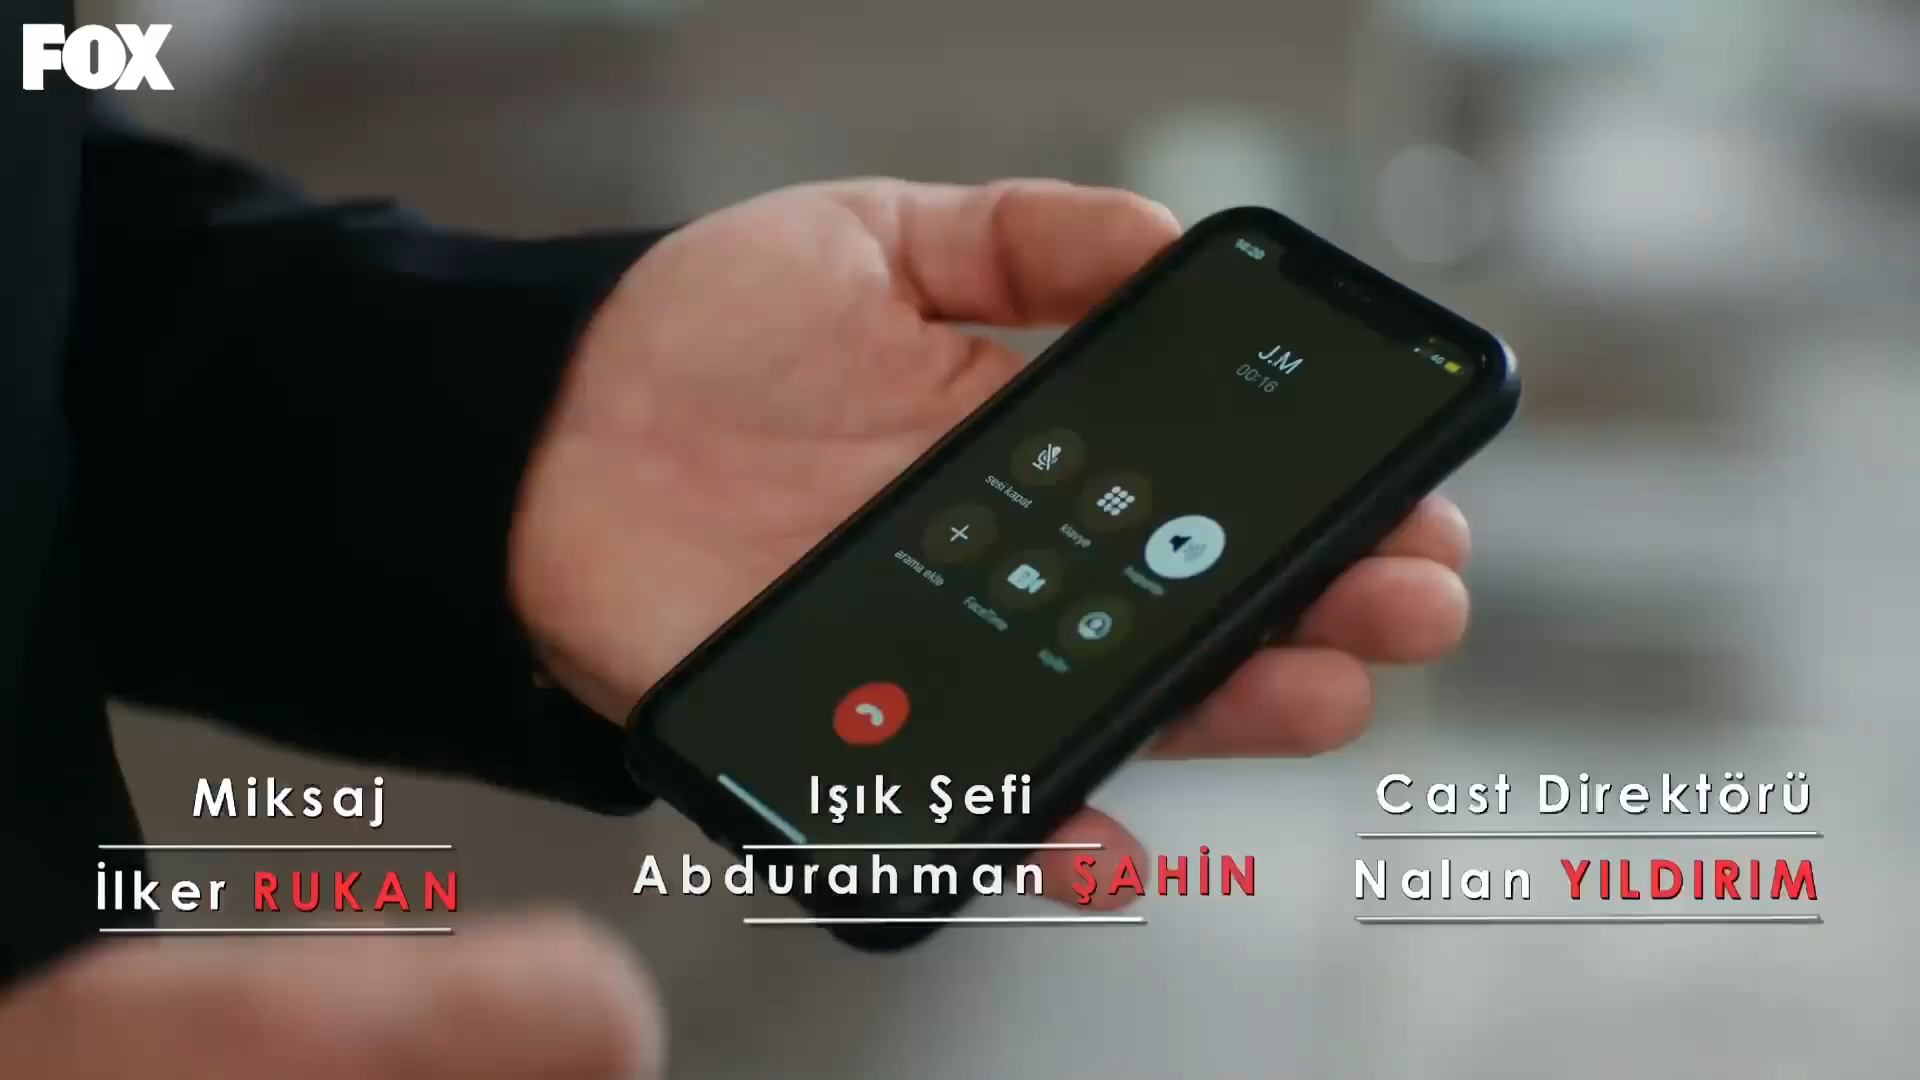 FOX
J.M
00:16
4G
sesi kapat
klavye
arama ekle
FaceTime
Miksaj
İlker RUKAN
Işık Şefi
Abdurahman ŞAHİN
Cast Direktörü
Nalan YILDIRIM